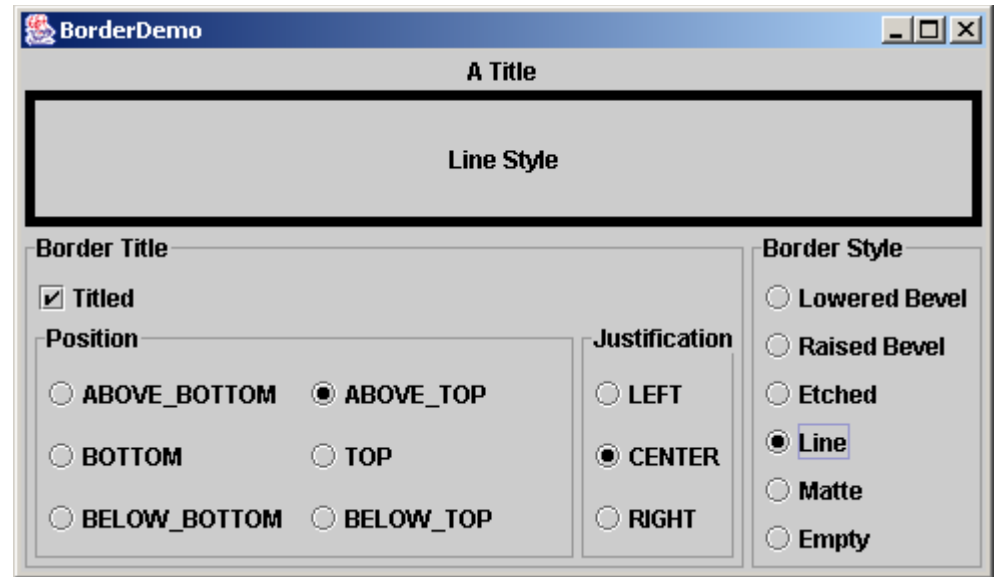 BorderDemo
A Title
Line Style
Border Title
Titled
Position
ABOVE_BOTTOM
ABOVE_TOP
BOTTOM
TOP
BELOW_BOTTOM
BELOW_TOP
Justification
LEFT
CENTER
RIGHT
Border Style
Lowered Bevel
Raised Bevel
Etched
Line
Matte
Empty